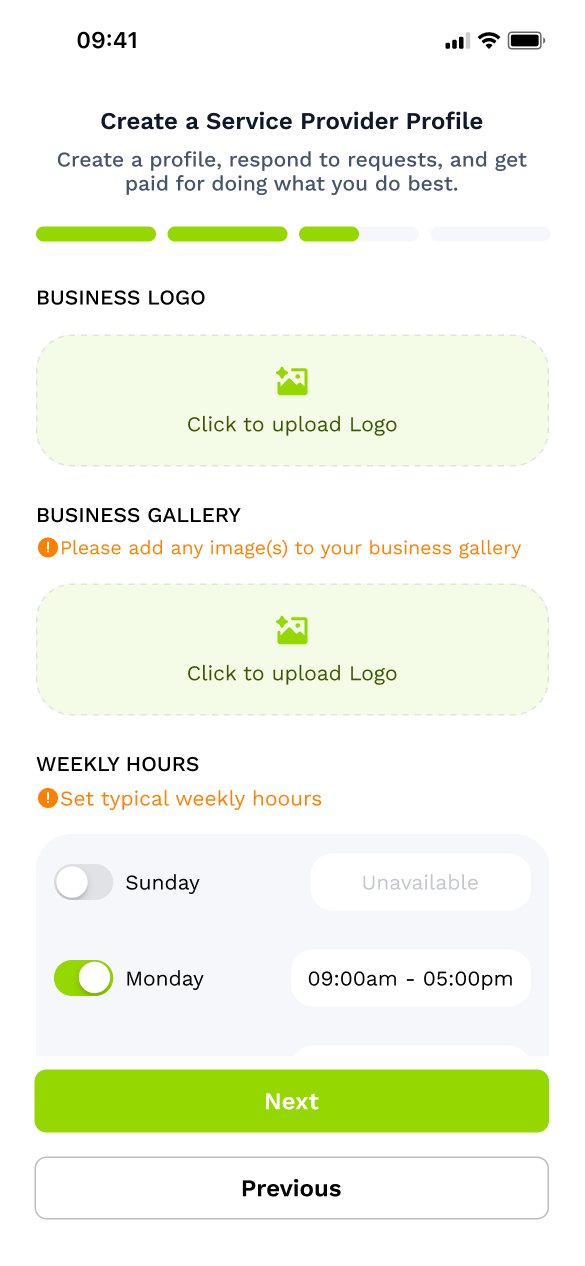 09:41
Create a Service Provider Profile
Create a profile, respond to requests, and get
paid for doing what you do best.
BUSINESS LOGO
Click to upload Logo
BUSINESS GALLERY
Please add any image(s) to your business gallery
Click to upload Logo
WEEKLY HOURS
Set typical weekly hoours
Sunday Unavailable
Monday 09:00am - 05:00pm
Next
Previous